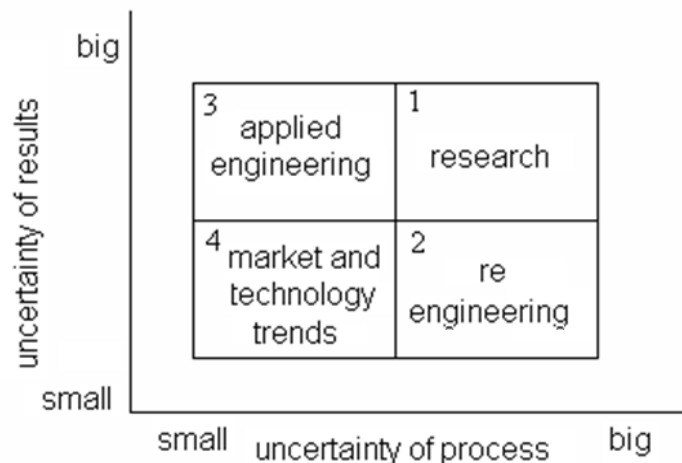 big
uncertainty of results
small
3
applied
engineering
1
research
4
market and
technology
trends
2
re
engineering
small
uncertainty of process
big